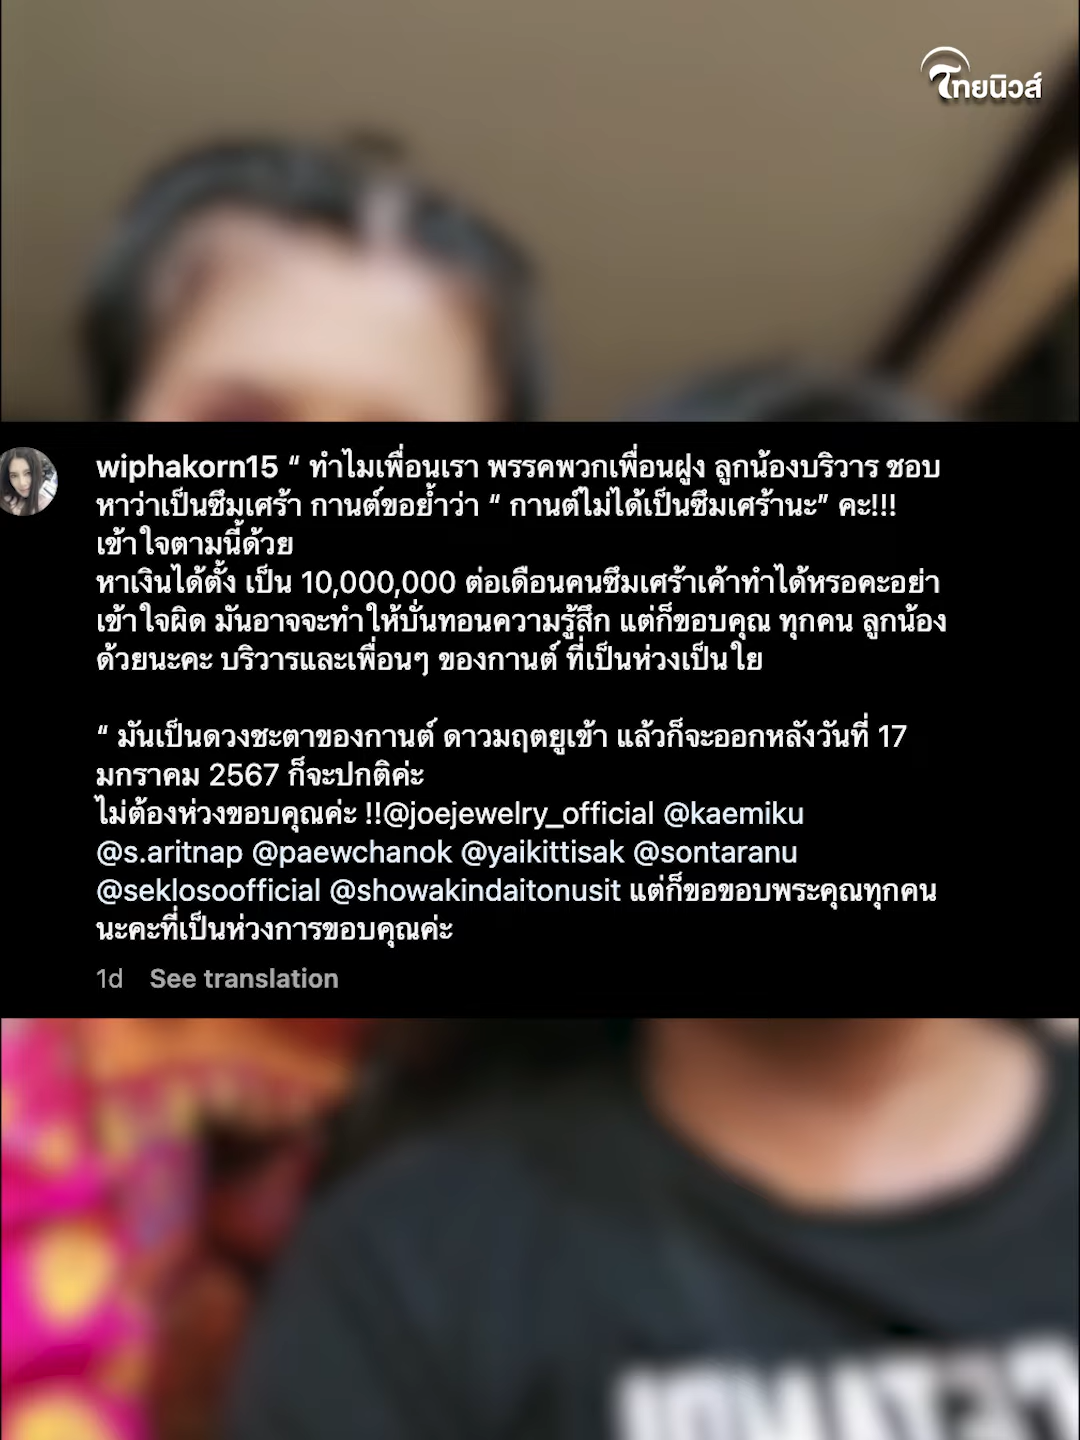 ไทยนิวส์
wiphakorn15 “ ทำไมเพื่อนเรา พรรคพวกเพื่อนฝูง ลูกน้องบริวาร ชอบ
หาว่าเป็นซึมเศร้า กานต์ขอย้ำว่า “ กานต์ไม่ได้เป็นซึมเศร้านะ” คะ!!!
เข้าใจตามนี้ด้วย
หาเงินได้ตั้ง เป็น 10,000,000 ต่อเดือนคนซึมเศร้าเค้าทำได้หรอคะอย่า
เข้าใจผิด มันอาจจะทำให้บั่นทอนความรู้สึก แต่ก็ขอบคุณ ทุกคน ลูกน้อง
ด้วยนะคะ บริวารและเพื่อนๆ ของกานต์ ที่เป็นห่วงเป็นใย
“ มันเป็นดวงชะตาของกานต์ ดาวมฤตยูเข้า แล้วก็จะออกหลังวันที่ 17
มกราคม 2567 ก็จะปกติค่ะ
ไม่ต้องห่วงขอบคุณค่ะ !!@joejewelry_official @kaemiku
@s.aritnap @paewchanok @yaikittisak @sontaranu
@seklosoofficial @showakindaitonusit แต่ก็ขอขอบพระคุณทุกคน
นะคะที่เป็นห่วงการขอบคุณค่ะ
1d See translation